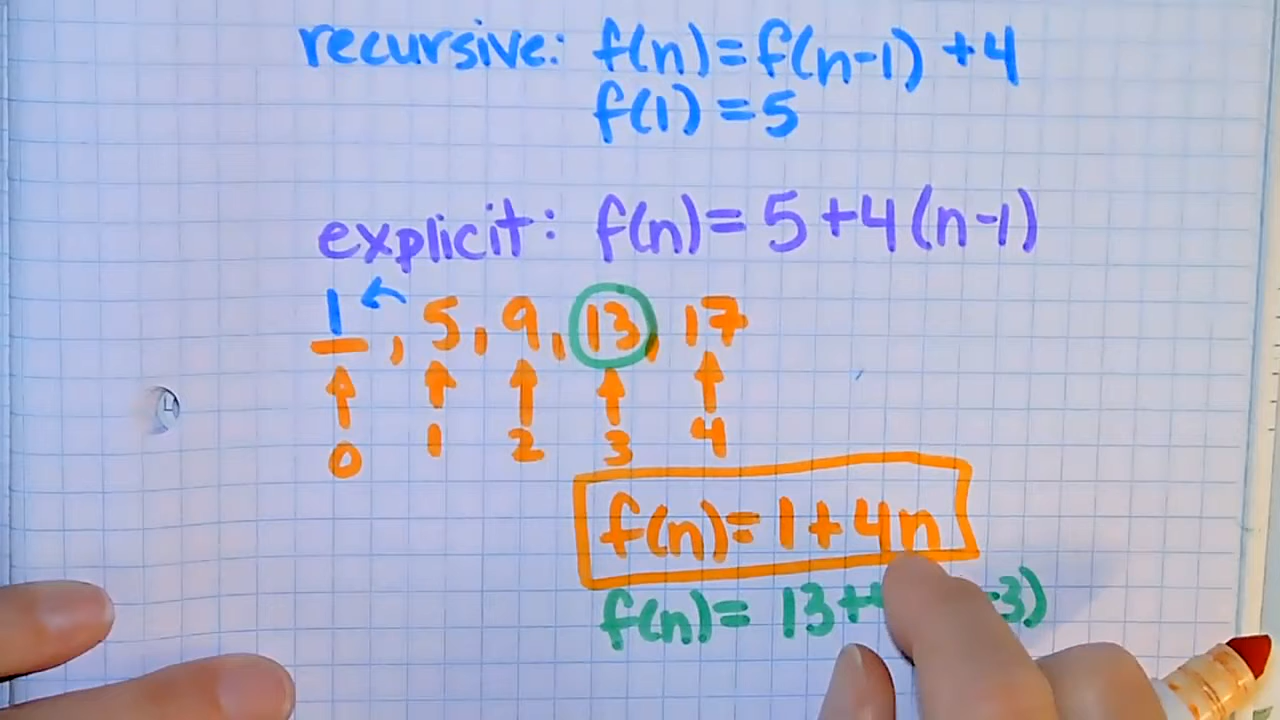 recursive: f(n)=f(n-1)+4
f(1)=5
explicit: f(n)=5+4(n-1)
1, 5, 9, 13, 17
0 1 2 3 4
f(n)=1+4n
f(n)=13+ -3)